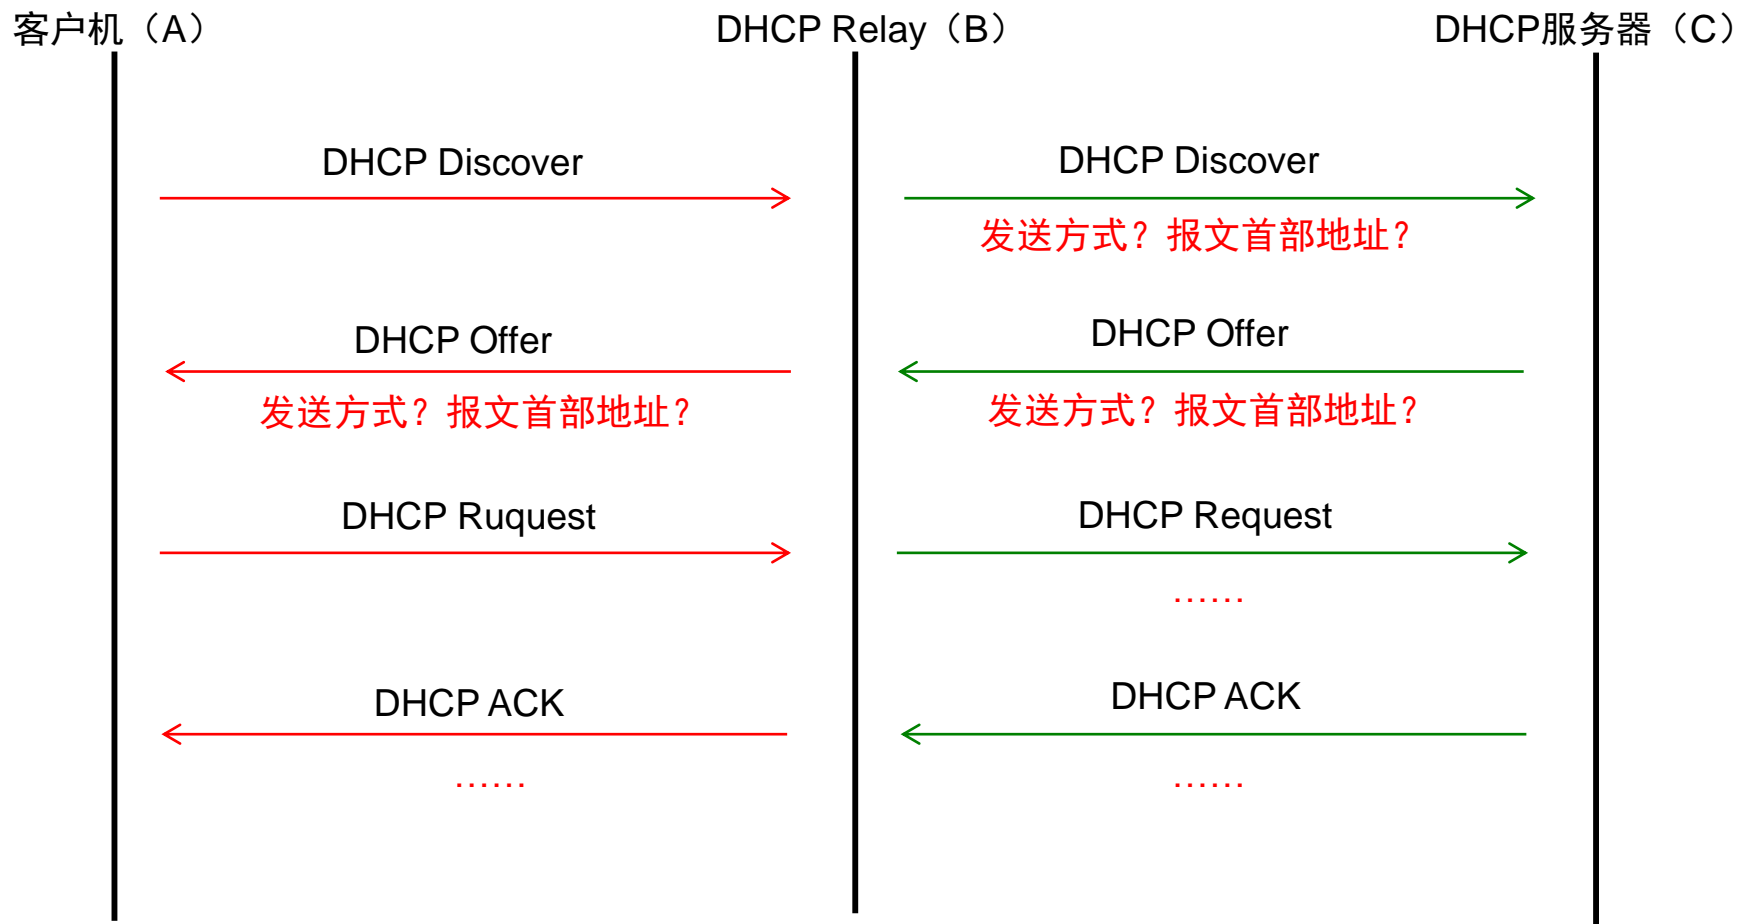 客户机（A）
DHCP Relay（B）
DHCP服务器（C）
DHCP Discover
DHCP Discover
发送方式？报文首部地址？
DHCP Offer
DHCP Offer
发送方式？报文首部地址？
发送方式？报文首部地址？
DHCP Ruquest
DHCP Request
……
DHCP ACK
DHCP ACK
……
……